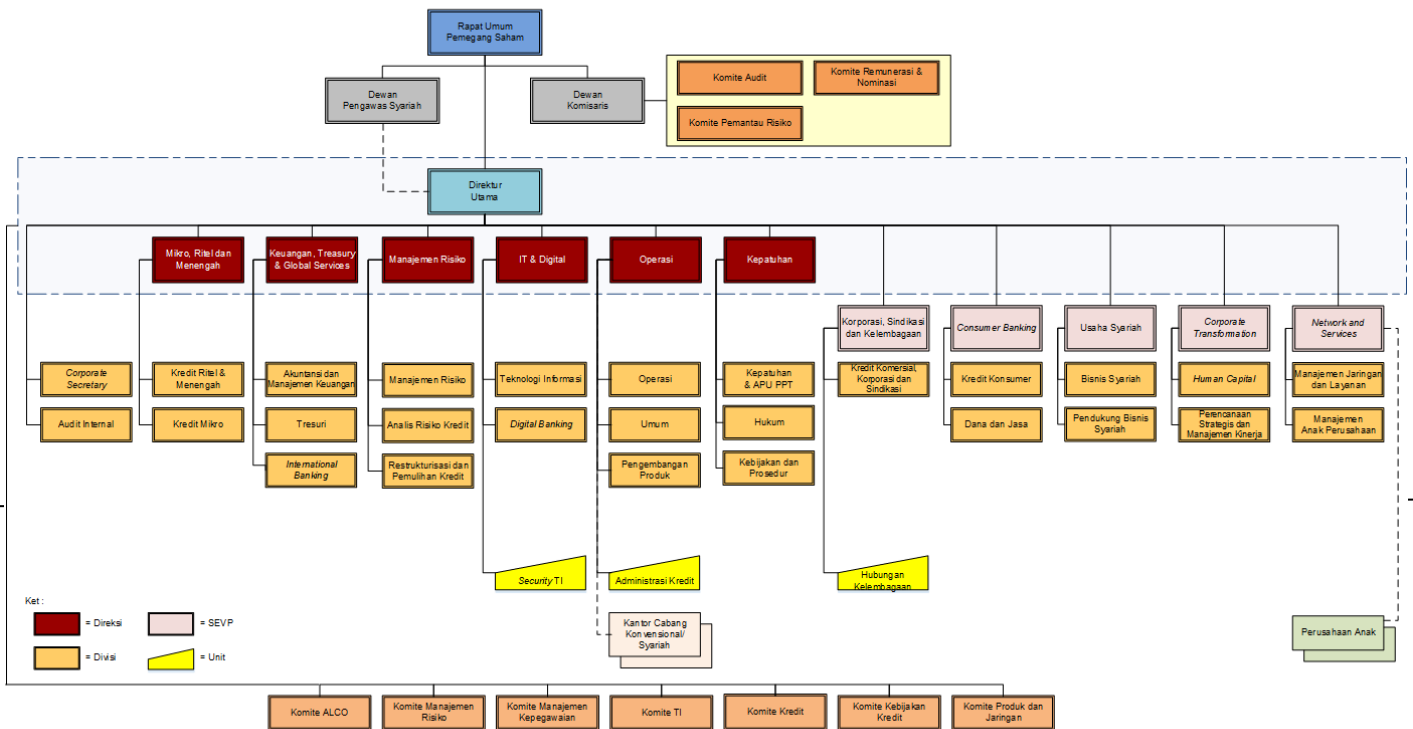 Rapat Umum
Pemegang Saham
Dewan
Pengawas Syariah
Dewan
Komisaris
Komite Audit
Komite Remunerasi &
Nominasi
Komite Pemantau Risiko
Direktur
Utama
Mikro, Ritel dan
Menengah
Keuangan, Treasury
& Global Services
Manajemen Risiko
IT & Digital
Operasi
Kepatuhan
Korporasi, Sindikasi
dan Kelembagaan
Consumer Banking
Usaha Syariah
Corporate
Transformation
Network and
Services
Corporate
Secretary
Kredit Ritel &
Menengah
Akuntansi dan
Manajemen Keuangan
Manajemen Risiko
Teknologi Informasi
Operasi
Kepatuhan
& APU PPT
Kredit Komersial,
Korporasi dan
Sindikasi
Kredit Konsumer
Bisnis Syariah
Human Capital
Manajemen Jaringan
dan Layanan
Audit Internal
Kredit Mikro
Tresuri
Analis Risiko Kredit
Digital Banking
Umum
Hukum
Dana dan Jasa
Pendukung Bisnis
Syariah
Perencanaan
Strategis dan
Manajemen Kinerja
Manajemen
Anak Perusahaan
International
Banking
Restrukturisasi dan
Pemulihan Kredit
Pengembangan
Produk
Kebijakan dan
Prosedur
Security TI
Administrasi Kredit
Hubungan
Kelembagaan
Ket :
= Direksi
= SEVP
= Divisi
= Unit
Kantor Cabang
Konvensional/
Syariah
Perusahaan Anak
Komite ALCO
Komite Manajemen
Risiko
Komite Manajemen
Kepegawaian
Komite TI
Komite Kredit
Komite Kebijakan
Kredit
Komite Produk dan
Jaringan